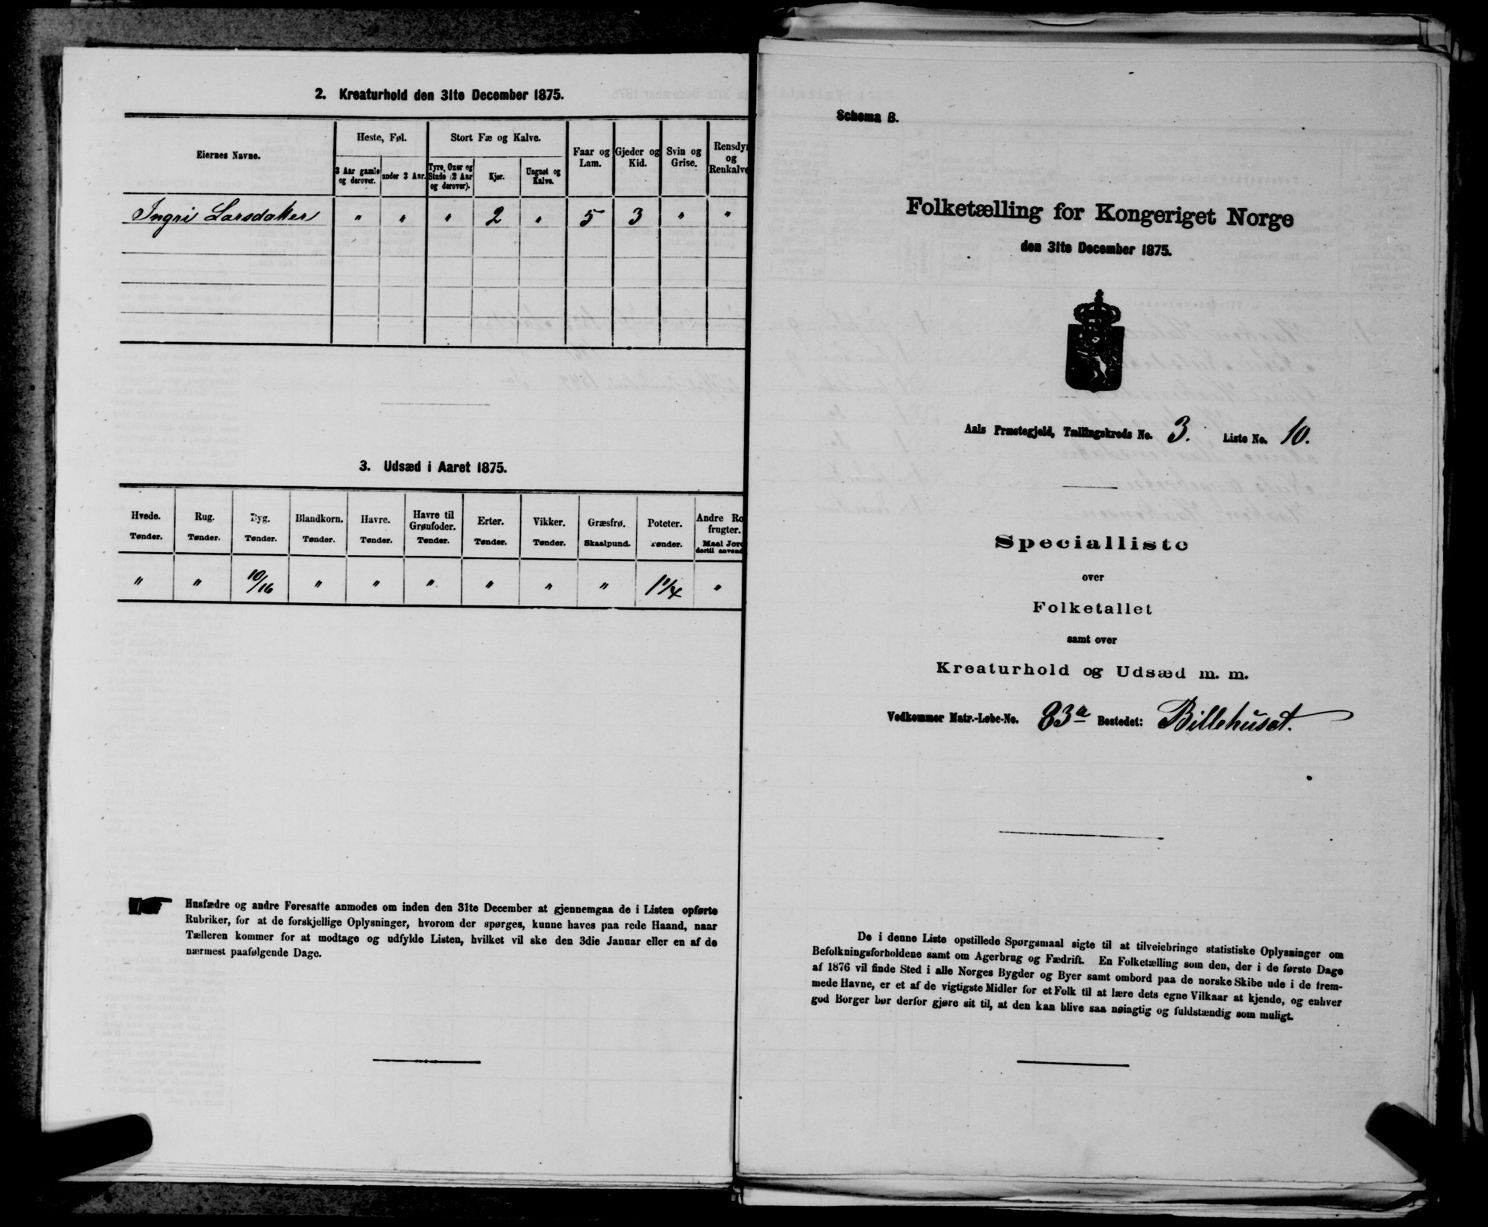 2. Kreaturhold den 31te December 1875.
Eiernes Navne.
Heste, Føl.
Stort Fæ og Kalve.
Faar og Lam.
Gjeder og Kid.
Svin og Grise.
Rensdyr og Renkalve
3 Aar gamle og derover.
under 3 Aar.
Tyre, Oxer og Stude (2 Aar og derover).
Kjør.
Ungnøt og Kalve.
Ingri Larsdatter " " " 2 " 5 3 " "
3. Udsæd i Aaret 1875.
Hvede. Rug. Byg. Blandkorn. Havre. Havre til Grønfoder. Erter. Vikker. Græsfrø. Poteter. Andre Ro frugter.
Tønder. Tønder. Tønder. Tønder. Tønder. Tønder. Tønder. Tønder. Skaalpund. Tønder. Maal Jord dertil anvend
" " 10/16 " " " " " " 1 1/4 "
Husfædre og andre Foresatte anmodes om inden den 31te December at gjennemgaa de i Listen opførte
Rubriker, for at de forskjellige Oplysninger, hvorom der spørges, kunne haves paa rede Haand, naar
Tælleren kommer for at modtage og udfylde Listen, hvilket vil ske den 3die Januar eller en af de
nærmest paafølgende Dage.
Schema B.
Folketælling for Kongeriget Norge
den 31te December 1875.
Aals Præstegjeld, Tællingskreds No. 3. Liste No. 10.
Specialliste
over
Folketallet
samt over
Kreaturhold og Udsæd m. m.
Vedkommer Matr.-Løbe-No. 83a Bostedet: Billehuset.
De i denne Liste opstillede Spørgsmaal sigte til at tilveiebringe statistiske Oplysninger om
Befolkningsforholdene samt om Agerbrug og Fædrift. En Folketælling som den, der i de første Dage
af 1876 vil finde Sted i alle Norges Bygder og Byer samt ombord paa de norske Skibe ude i de frem-
mede Havne, er et af de vigtigste Midler for et Folk til at lære dets egne Vilkaar at kjende, og enhver
god Borger bør derfor gjøre sit til, at den kan blive saa nøiagtig og fuldstændig som muligt.